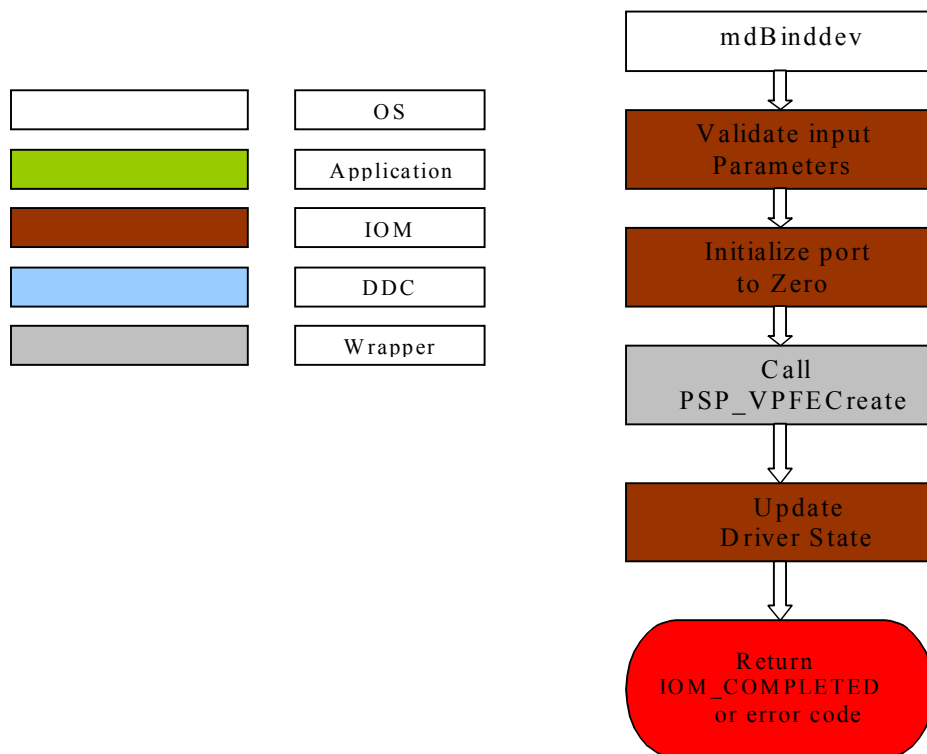 OS
Application
IOM
DDC
Wrapper
mdBinddev
Validate input
Parameters
Initialize port
to Zero
Call
PSP_VPFECreate
Update
Driver State
Return
IOM_COMPLETED
or error code